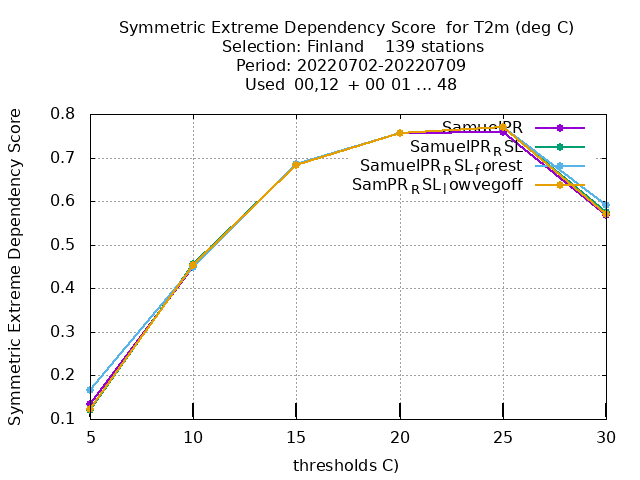 Symmetric Extreme Dependency Score for T2m (deg C)
Selection: Finland 139 stations
Period: 20220702-20220709
Used 00,12 + 00 01 ... 48
Symmetric Extreme Dependency Score
0.8
0.7
0.6
0.5
0.4
0.3
0.2
0.1
SamuelPR
SamuelPR_RSL
SamuelPR_RSL_forest
SamPR_RSL_lowvegoff
5 10 15 20 25 30
thresholds C)